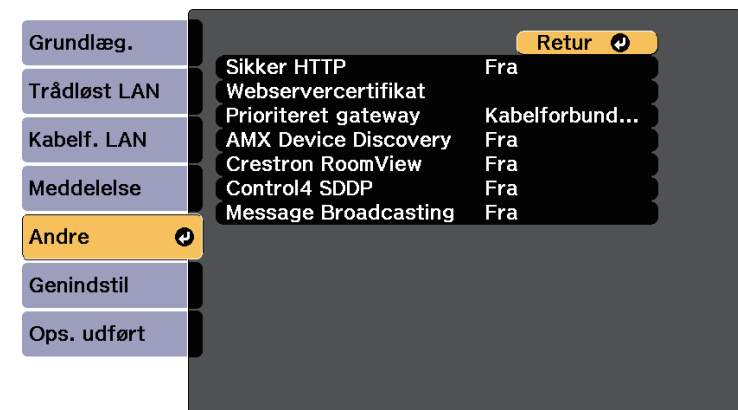 Grundlæg.
Trådløst LAN
Kabelf. LAN
Meddelelse
Andre
Genindstil
Ops. udført
Retur
Sikker HTTP Fra
Webservercertifikat
Prioriteret gateway Kabelforbund...
AMX Device Discovery Fra
Crestron RoomView Fra
Control4 SDDP Fra
Message Broadcasting Fra